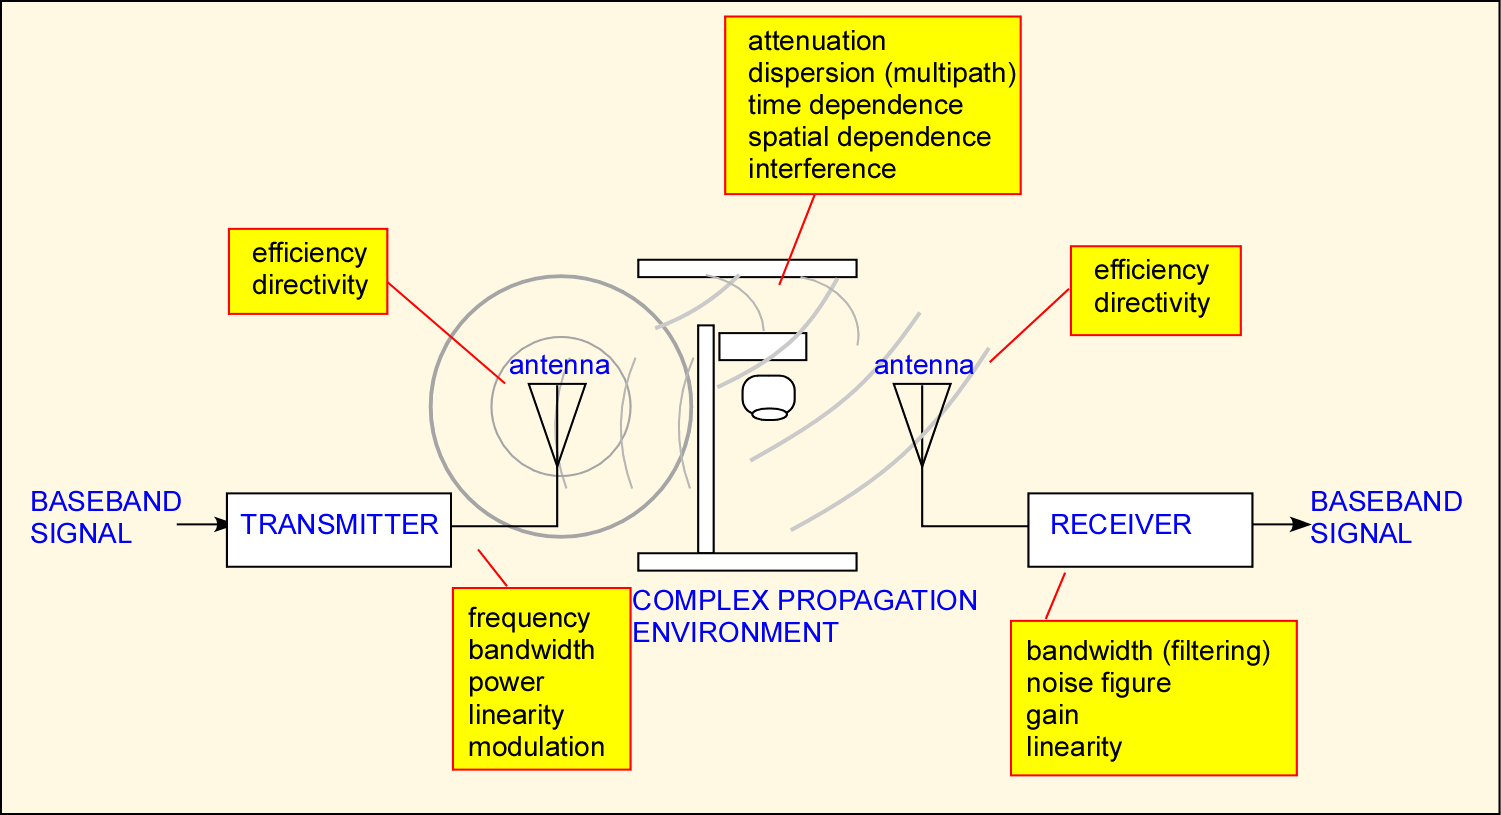 attenuation
dispersion (multipath)
time dependence
spatial dependence
interference
efficiency
directivity
efficiency
directivity
antenna
antenna
BASEBAND
SIGNAL
TRANSMITTER
RECEIVER
BASEBAND
SIGNAL
COMPLEX PROPAGATION
ENVIRONMENT
frequency
bandwidth
power
linearity
modulation
bandwidth (filtering)
noise figure
gain
linearity